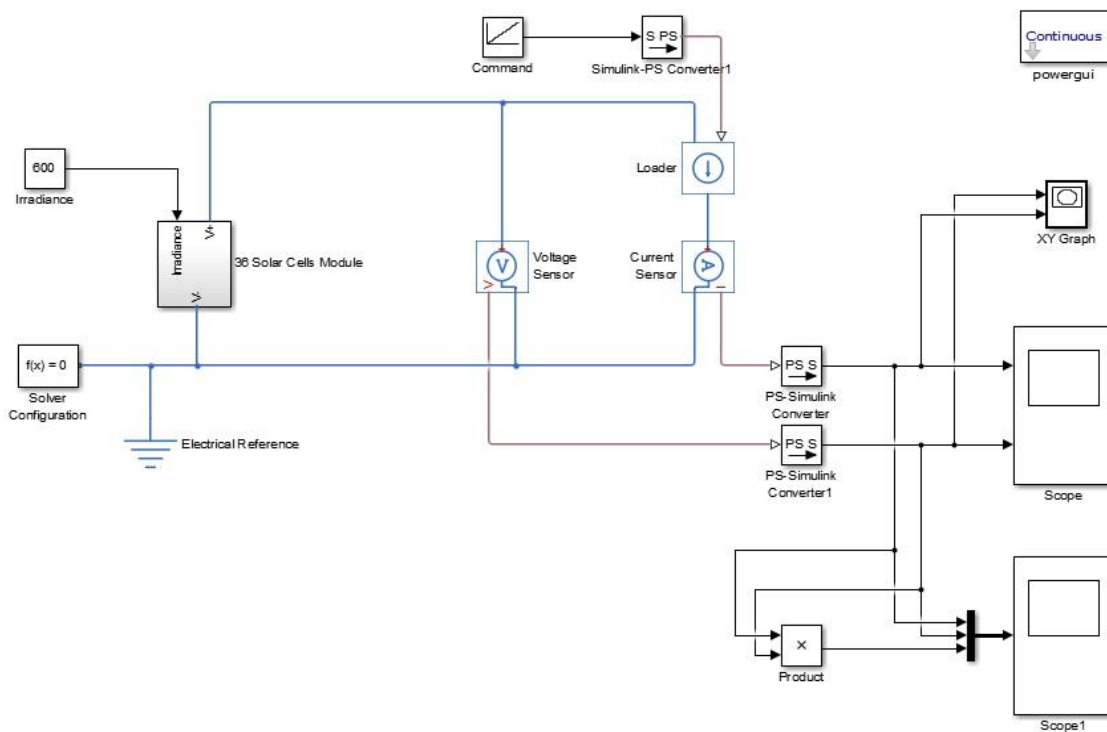 Command
S PS
Simulink-PS Converter1
Continuous
powergui
600
Irradiance
Irradiance
V+
V-
36 Solar Cells Module
Loader
V
V
Voltage
Sensor
Current
Sensor
A
I
XY Graph
f(x) = 0
Solver
Configuration
Electrical Reference
PS S
PS-Simulink
Converter
PS S
PS-Simulink
Converter1
Scope
×
Product
Scope1